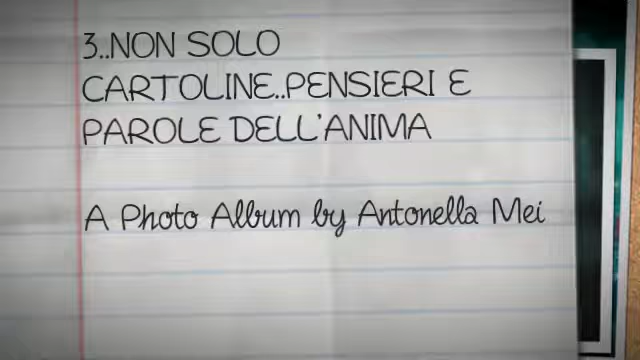 3..NON SOLO
CARTOLINE..PENSIERI E
PAROLE DELL'ANIMA
A Photo Album by Antonella Mei